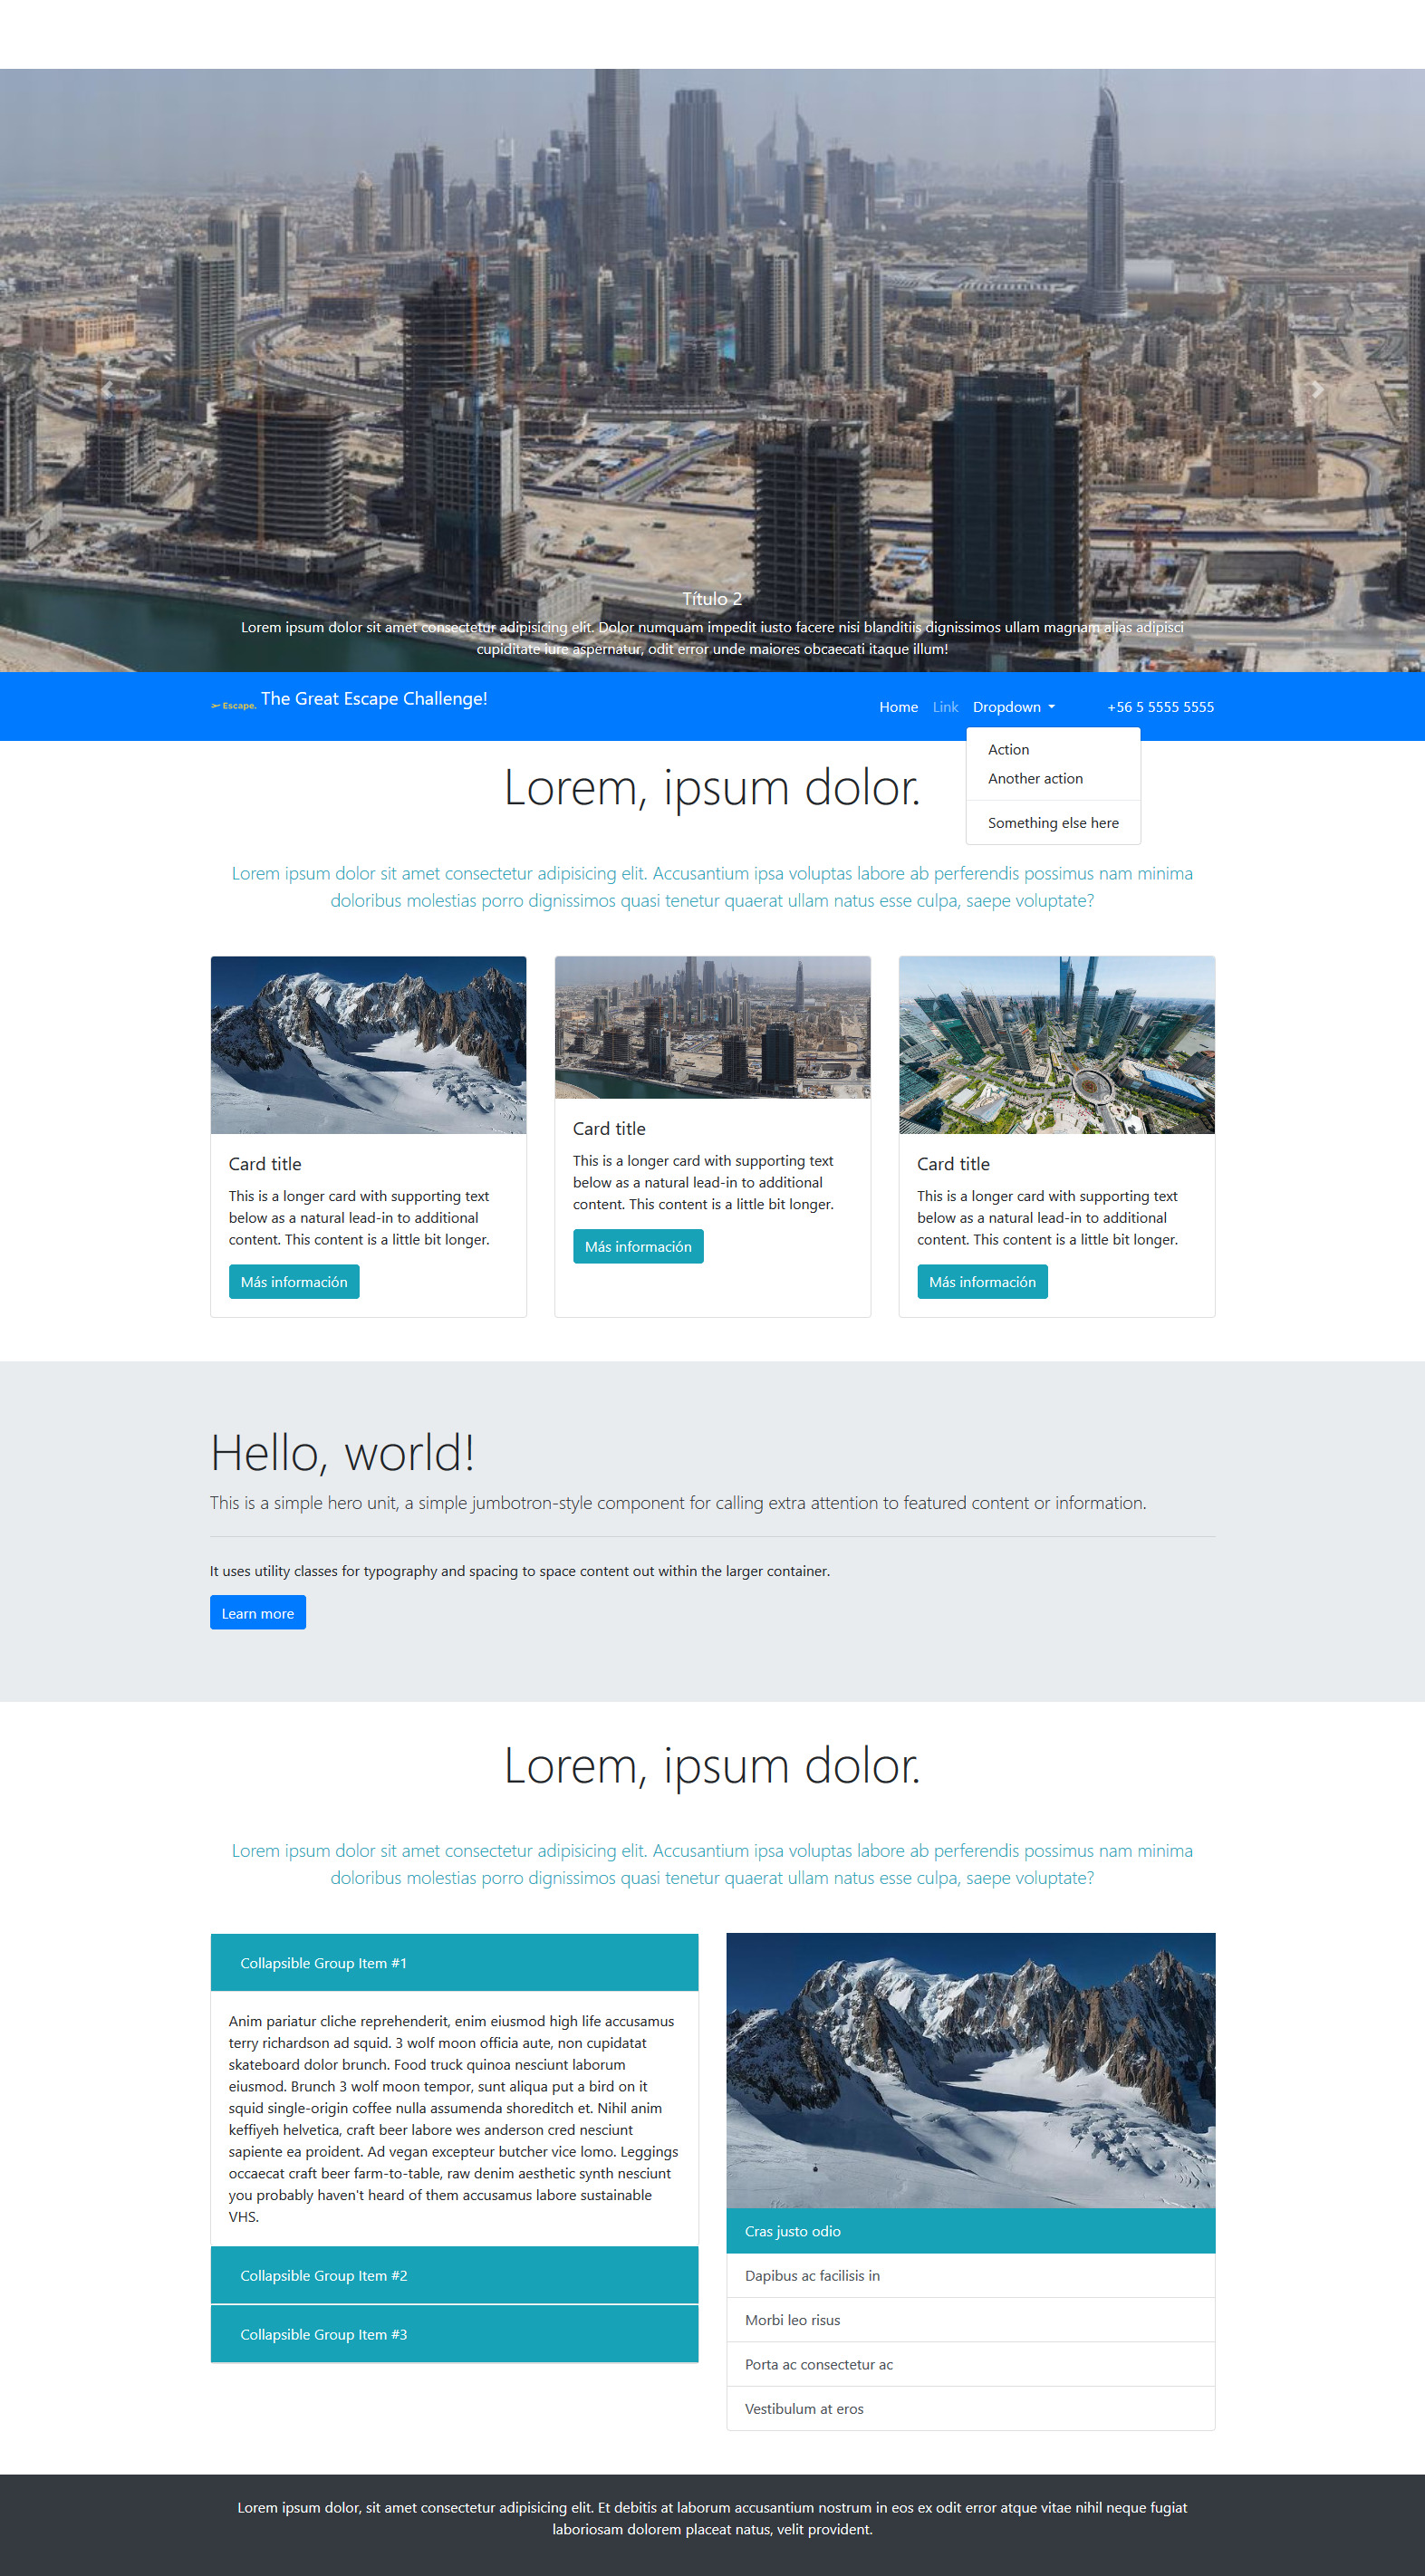 Título 2
Lorem ipsum dolor sit amet consectetur adipisicing elit. Dolor numquam impedit iusto facere nisi blanditiis dignissimos ullam magnam alias adipisci
cupiditate iure aspernatur, odit error unde maiores obcaecati itaque illum!
Escape. The Great Escape Challenge!
Home Link Dropdown +56 5 5555 5555
Action
Another action
Something else here
Lorem, ipsum dolor.
Lorem ipsum dolor sit amet consectetur adipisicing elit. Accusantium ipsa voluptas labore ab perferendis possimus nam minima
doloribus molestias porro dignissimos quasi tenetur quaerat ullam natus esse culpa, saepe voluptate?
Card title
This is a longer card with supporting text
below as a natural lead-in to additional
content. This content is a little bit longer.
Más información
Card title
This is a longer card with supporting text
below as a natural lead-in to additional
content. This content is a little bit longer.
Más información
Card title
This is a longer card with supporting text
below as a natural lead-in to additional
content. This content is a little bit longer.
Más información
Hello, world!
This is a simple hero unit, a simple jumbotron-style component for calling extra attention to featured content or information.
It uses utility classes for typography and spacing to space content out within the larger container.
Learn more
Lorem, ipsum dolor.
Lorem ipsum dolor sit amet consectetur adipisicing elit. Accusantium ipsa voluptas labore ab perferendis possimus nam minima
doloribus molestias porro dignissimos quasi tenetur quaerat ullam natus esse culpa, saepe voluptate?
Collapsible Group Item #1
Anim pariatur cliche reprehenderit, enim eiusmod high life accusamus
terry richardson ad squid. 3 wolf moon officia aute, non cupidatat
skateboard dolor brunch. Food truck quinoa nesciunt laborum
eiusmod. Brunch 3 wolf moon tempor, sunt aliqua put a bird on it
squid single-origin coffee nulla assumenda shoreditch et. Nihil anim
keffiyeh helvetica, craft beer labore wes anderson cred nesciunt
sapiente ea proident. Ad vegan excepteur butcher vice lomo. Leggings
occaecat craft beer farm-to-table, raw denim aesthetic synth nesciunt
you probably haven't heard of them accusamus labore sustainable
VHS.
Collapsible Group Item #2
Collapsible Group Item #3
Cras justo odio
Dapibus ac facilisis in
Morbi leo risus
Porta ac consectetur ac
Vestibulum at eros
Lorem ipsum dolor, sit amet consectetur adipisicing elit. Et debitis at laborum accusantium nostrum in eos ex odit error atque vitae nihil neque fugiat
laboriosam dolorem placeat natus, velit provident.